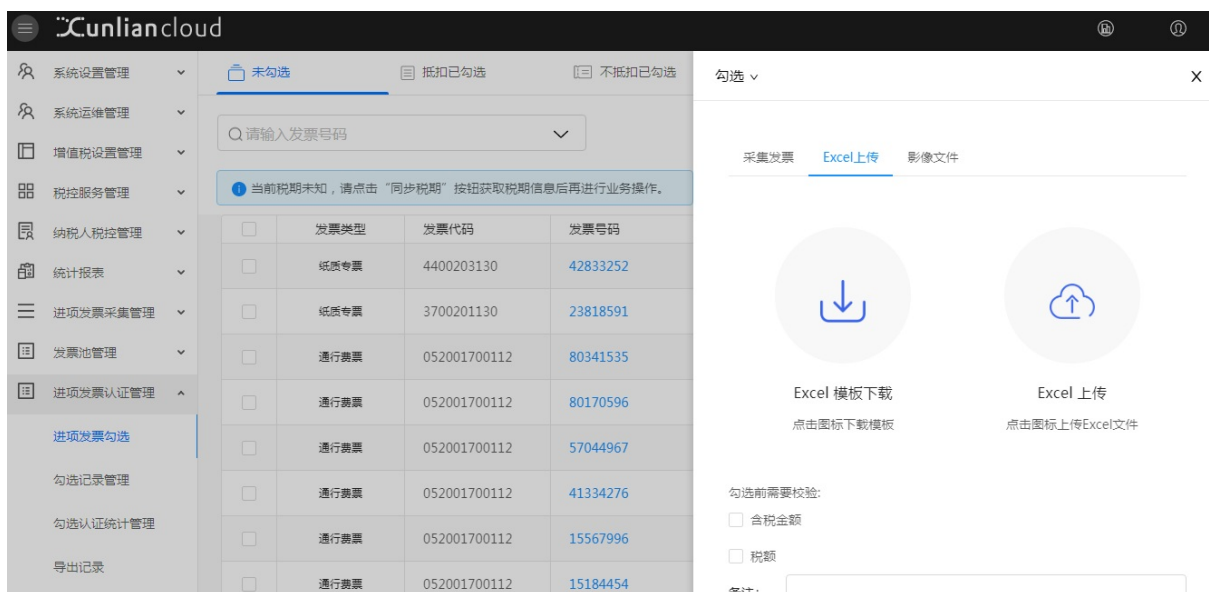 Xunliancloud
系统设置管理
系统运维管理
增值税设置管理
税控服务管理
纳税人税控管理
统计报表
进项发票采集管理
发票池管理
进项发票认证管理
进项发票勾选
勾选记录管理
勾选认证统计管理
导出记录
未勾选 抵扣已勾选 不抵扣已勾选
请输入发票号码
当前税期未知，请点击“同步税期”按钮获取税期信息后再进行业务操作。
发票类型 发票代码 发票号码
纸质专票 4400203130 42833252
纸质专票 3700201130 23818591
通行费票 052001700112 80341535
通行费票 052001700112 80170596
通行费票 052001700112 57044967
通行费票 052001700112 41334276
通行费票 052001700112 15567996
通行费票 052001700112 15184454
勾选 X
采集发票 Excel上传 影像文件
Excel 模板下载 Excel 上传
点击图标下载模板 点击图标上传Excel文件
勾选前需要校验:
含税金额
税额
备注: